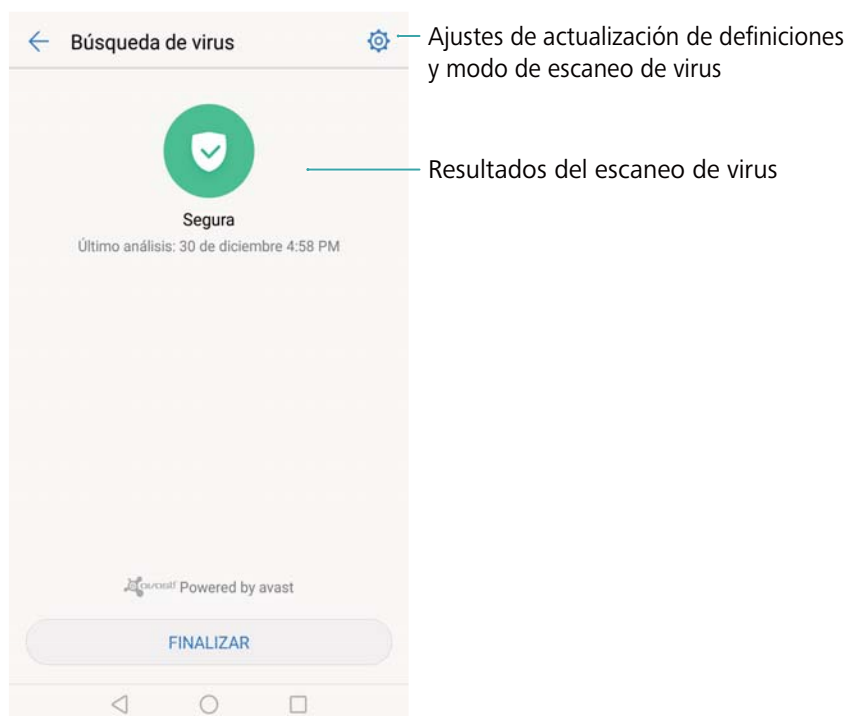 Búsqueda de virus
Ajustes de actualización de definiciones
y modo de escaneo de virus
Resultados del escaneo de virus
Segura
Último análisis: 30 de diciembre 4:58 PM
avast! Powered by avast
FINALIZAR